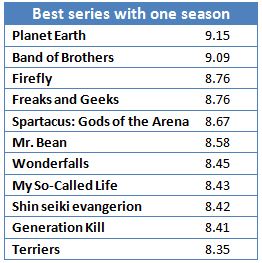 Best series with one season
Planet Earth 9.15
Band of Brothers 9.09
Firefly 8.76
Freaks and Geeks 8.76
Spartacus: Gods of the Arena 8.67
Mr. Bean 8.58
Wonderfalls 8.45
My So-Called Life 8.43
Shin seiki evangerion 8.42
Generation Kill 8.41
Terriers 8.35